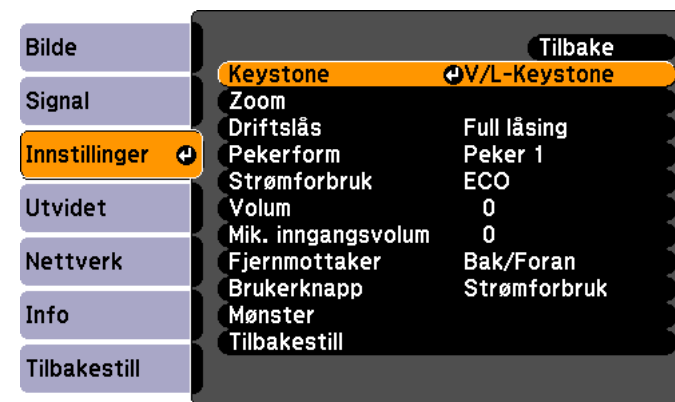 Bilde
Signal
Innstillinger
Utvidet
Nettverk
Info
Tilbakestill
Tilbake
Keystone V/L-Keystone
Zoom
Driftslås Full låsing
Pekerform Peker 1
Strømforbruk ECO
Volum 0
Mik. inngangsvolum 0
Fjernmottaker Bak/Foran
Brukerknapp Strømforbruk
Mønster
Tilbakestill